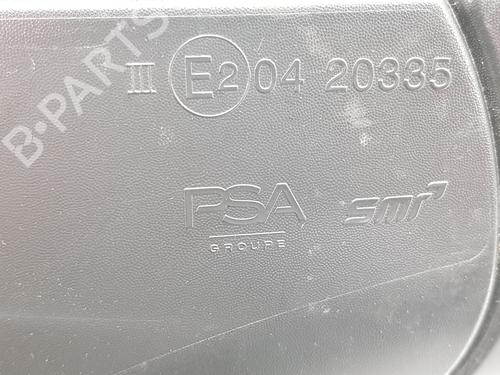 B-PARTS
III E2 04 20335
PSA smr
GROUPE